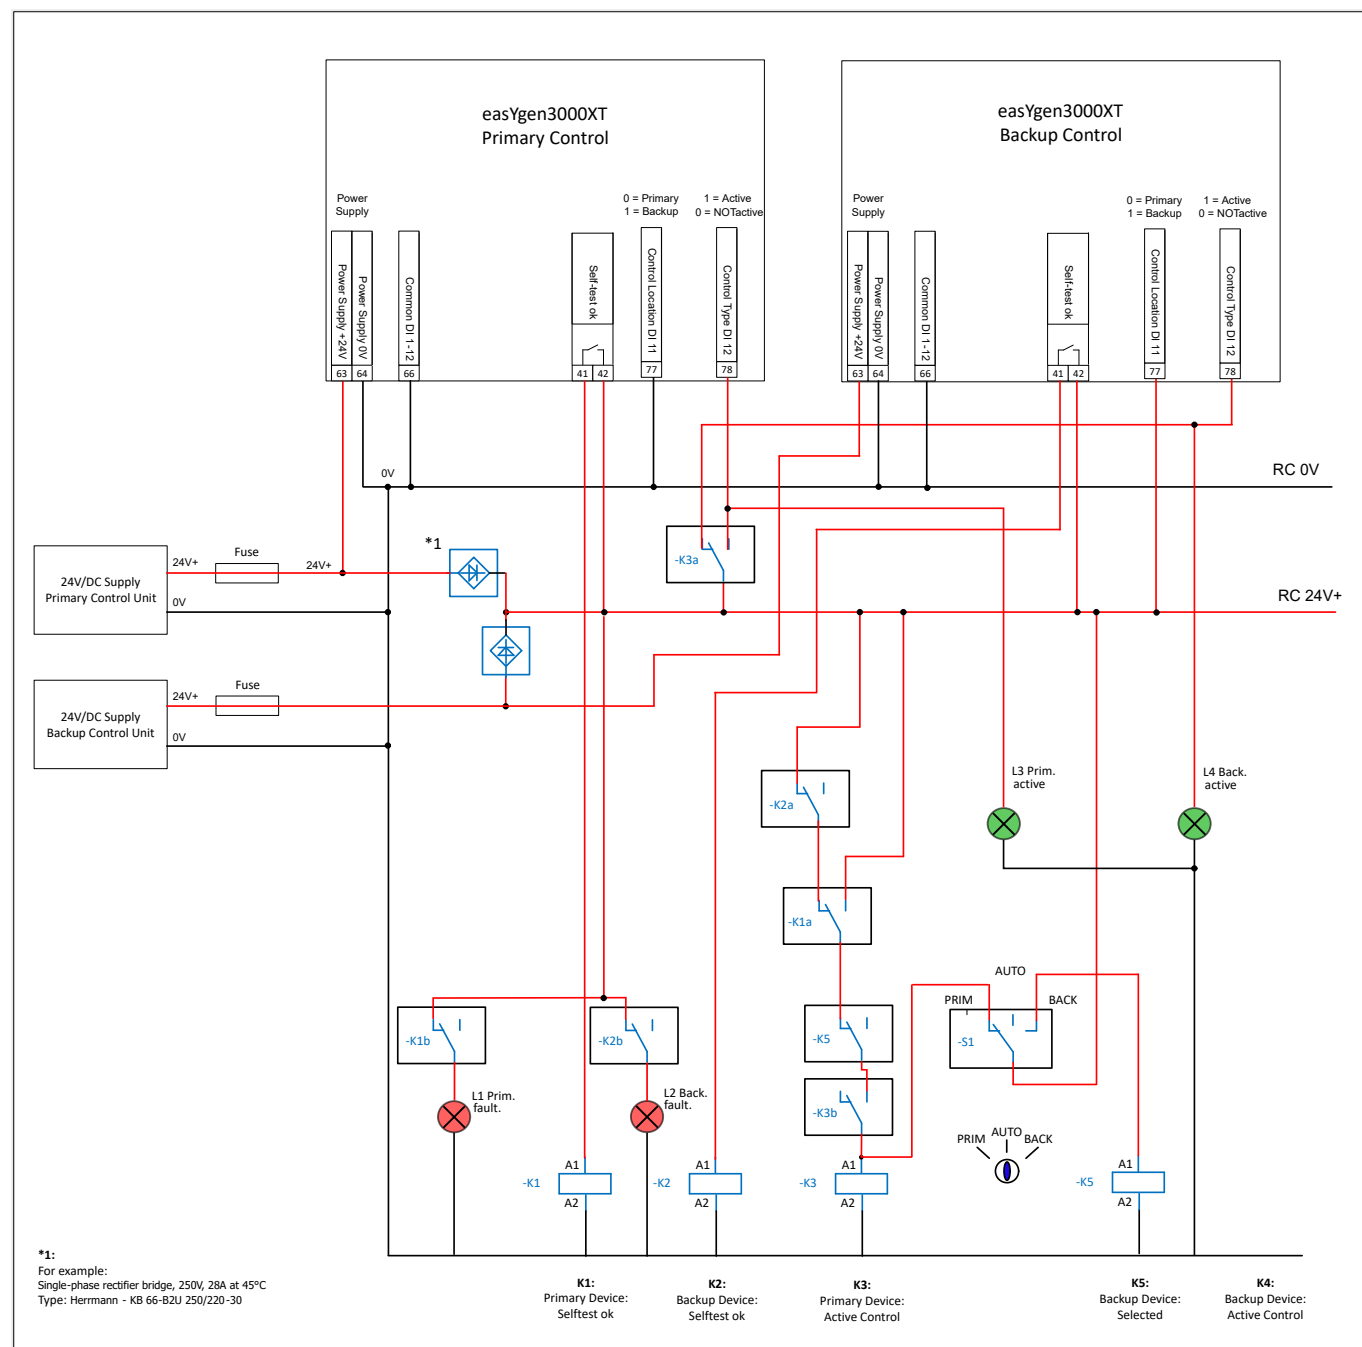 easYgen3000XT
Primary Control
easYgen3000XT
Backup Control
Power
Supply
0 = Primary
1 = Backup
1 = Active
0 = NOTactive
Power
Supply
0 = Primary
1 = Backup
1 = Active
0 = NOTactive
Power Supply +24V
Power Supply 0V
Common DI 1-12
Self-test ok
Control Location DI 11
Control Type DI 12
Power Supply +24V
Power Supply 0V
Common DI 1-12
Self-test ok
Control Location DI 11
Control Type DI 12
63
64
66
41
42
77
78
63
64
66
41
42
77
78
0V
RC 0V
*1
-K3a
24V/DC Supply
Primary Control Unit
24V+
Fuse
24V+
0V
RC 24V+
24V/DC Supply
Backup Control Unit
24V+
Fuse
0V
L3 Prim.
active
L4 Back.
active
-K2a
-K1a
AUTO
PRIM
BACK
-K1b
-K2b
-K5
-S1
L1 Prim.
fault.
L2 Back.
fault.
-K3b
PRIM
AUTO
BACK
-K1
A1
A2
-K2
A1
A2
-K3
A1
A2
-K5
A1
A2
*1:
For example:
Single-phase rectifier bridge, 250V, 28A at 45°C
Type: Herrmann - KB 66-B2U 250/220-30
K1:
Primary Device:
Selftest ok
K2:
Backup Device:
Selftest ok
K3:
Primary Device:
Active Control
K5:
Backup Device:
Selected
K4:
Backup Device:
Active Control